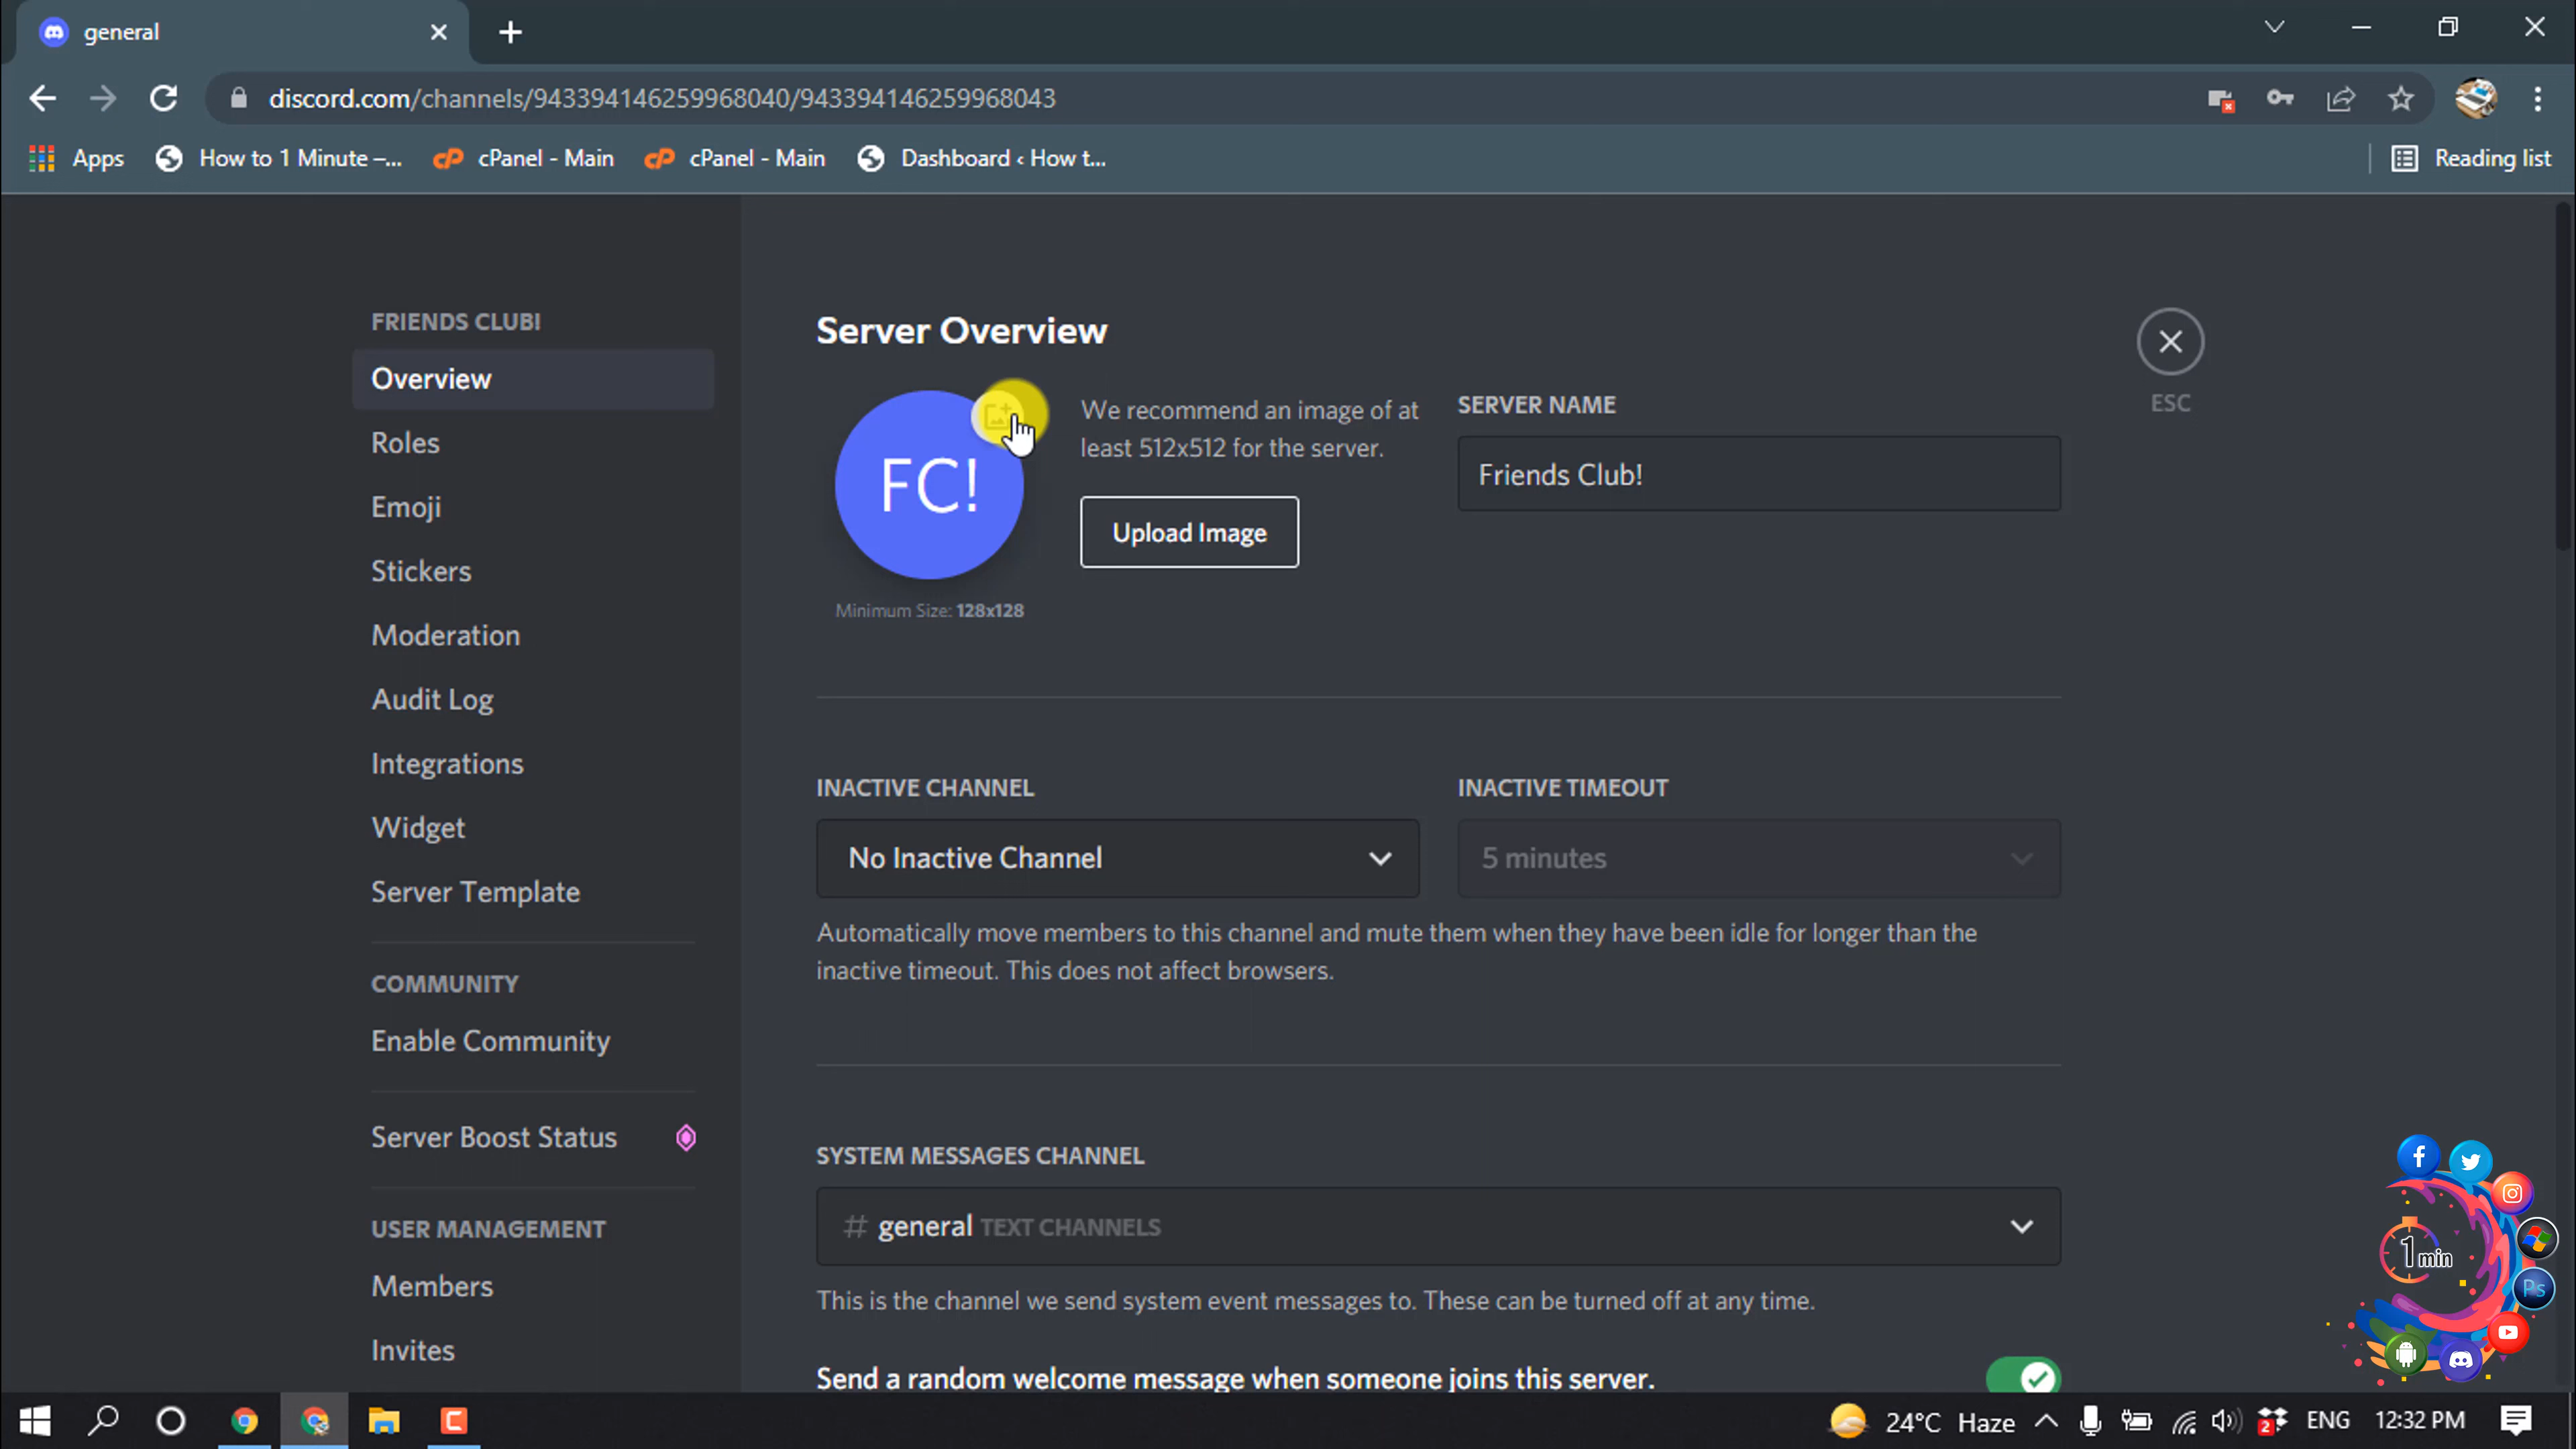 general
discord.com/channels/943394146259968040/943394146259968043
Apps
How to 1 Minute –...
cPanel - Main
cPanel - Main
Dashboard ‹ How t...
Reading list
FRIENDS CLUB!
Overview
Roles
Emoji
Stickers
Moderation
Audit Log
Integrations
Widget
Server Template
COMMUNITY
Enable Community
Server Boost Status
USER MANAGEMENT
Members
Invites
Server Overview
FC!
Minimum Size: 128x128
We recommend an image of at
least 512x512 for the server.
Upload Image
SERVER NAME
Friends Club!
ESC
INACTIVE CHANNEL
No Inactive Channel
INACTIVE TIMEOUT
5 minutes
Automatically move members to this channel and mute them when they have been idle for longer than the
inactive timeout. This does not affect browsers.
SYSTEM MESSAGES CHANNEL
# general TEXT CHANNELS
This is the channel we send system event messages to. These can be turned off at any time.
Send a random welcome message when someone joins this server.
1 min
Ps
24°C Haze
2
ENG
12:32 PM